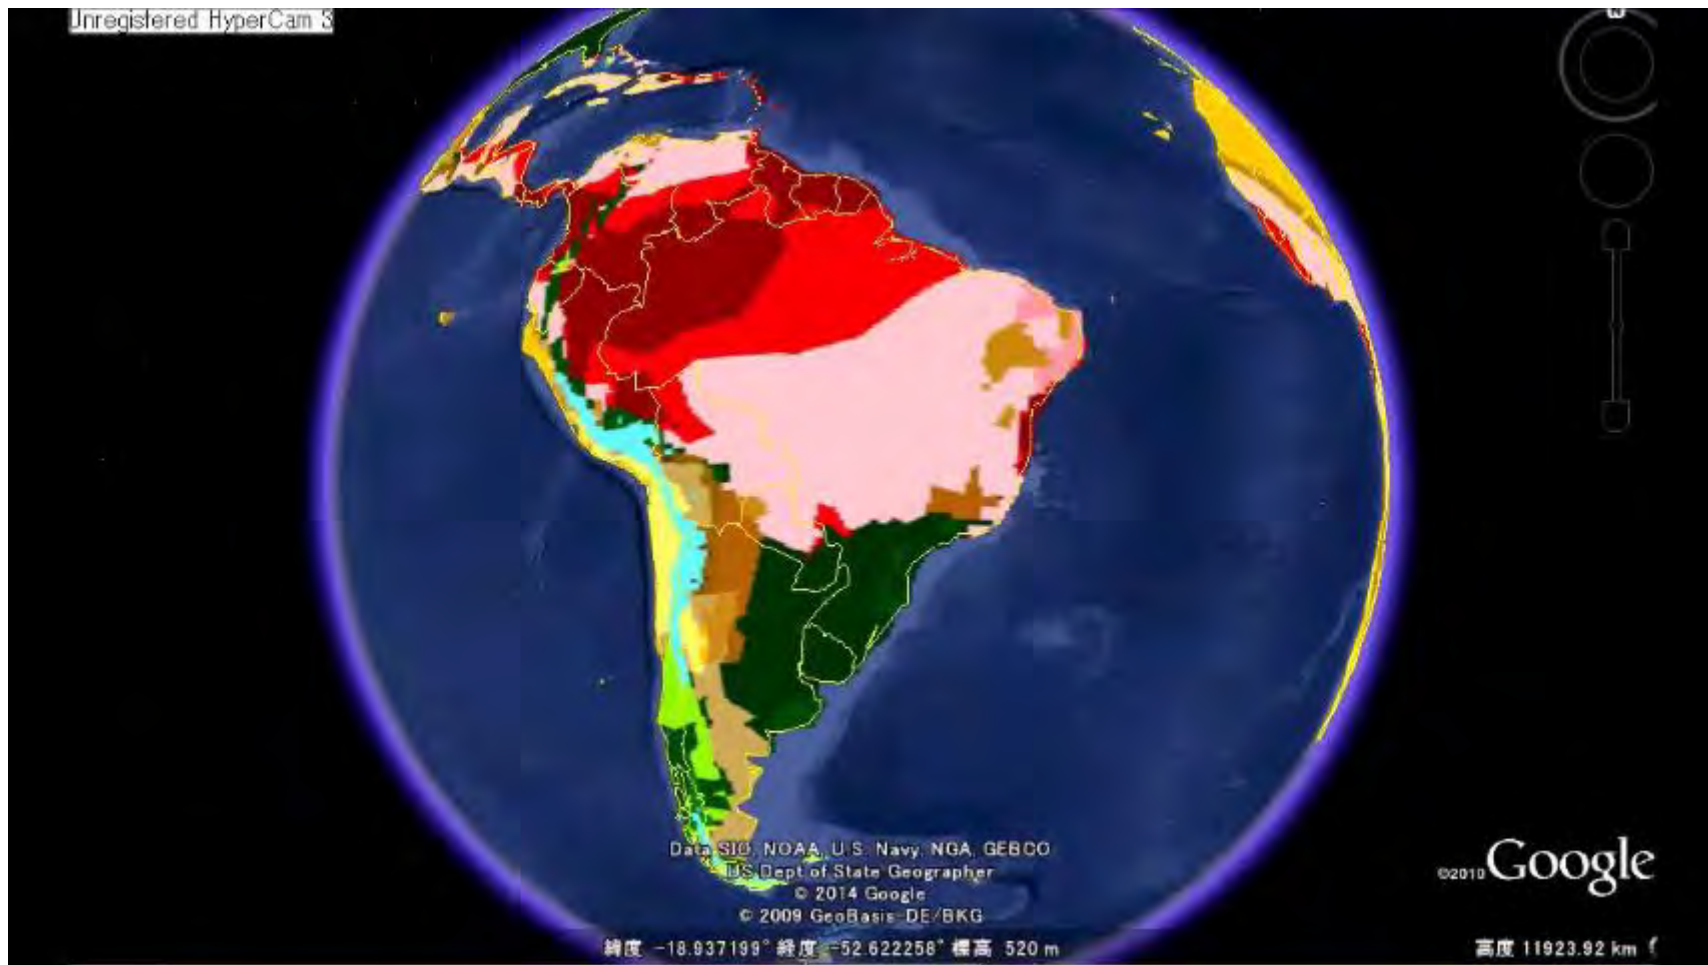 Unregistered HyperCam 3
N
Data SIO, NOAA, U.S. Navy, NGA, GEBCO
US Dept of State Geographer
© 2014 Google
© 2009 GeoBasis-DE/BKG
©2010 Google
緯度 -18.937199° 経度 -52.622258° 標高 520 m
高度 11923.92 km